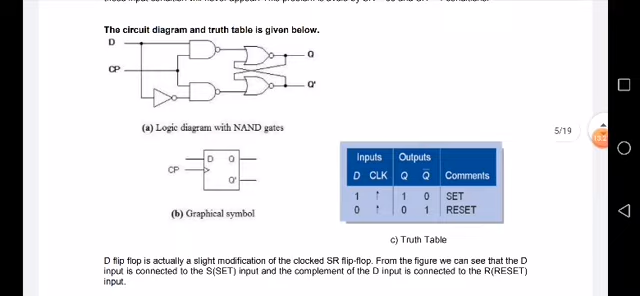 The circuit diagram and truth table is given below.
D
Q
CP
Q'
(a) Logic diagram with NAND gates
5/19
D Q
CP
Q'
(b) Graphical symbol
Inputs Outputs
D CLK Q Q̅ Comments
1 ↑ 1 0 SET
0 ↑ 0 1 RESET
c) Truth Table
D flip flop is actually a slight modification of the clocked SR flip-flop. From the figure we can see that the D
input is connected to the S(SET) input and the complement of the D input is connected to the R(RESET)
input.